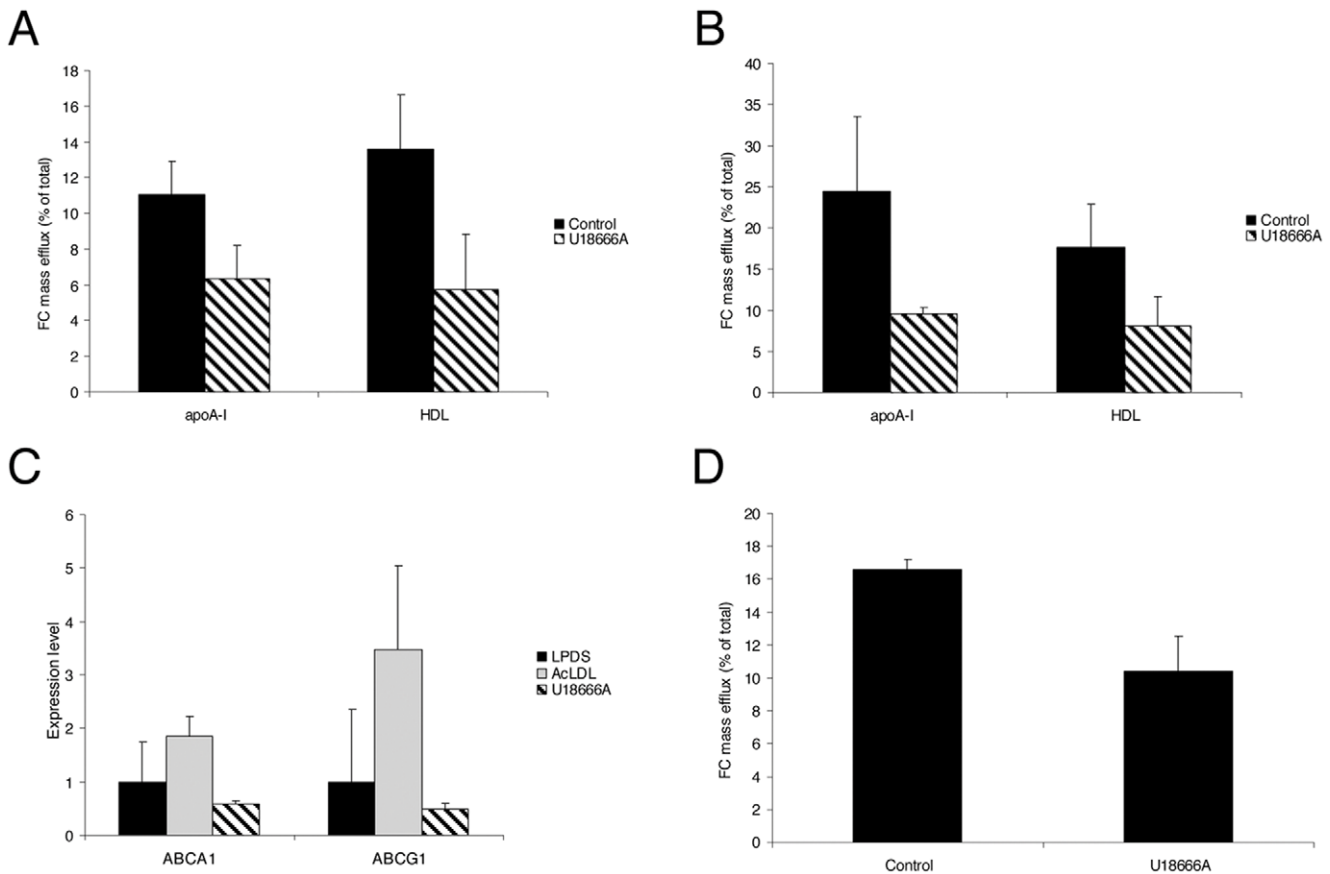 A
FC mass efflux (% of total)
18
16
14
12
10
8
6
4
2
0
apoA-I
HDL
Control
U18666A
B
FC mass efflux (% of total)
40
35
30
25
20
15
10
5
0
apoA-I
HDL
Control
U18666A
C
Expression level
6
5
4
3
2
1
0
ABCA1
ABCG1
LPDS
AcLDL
U18666A
D
FC mass efflux (% of total)
20
18
16
14
12
10
8
6
4
2
0
Control
U18666A